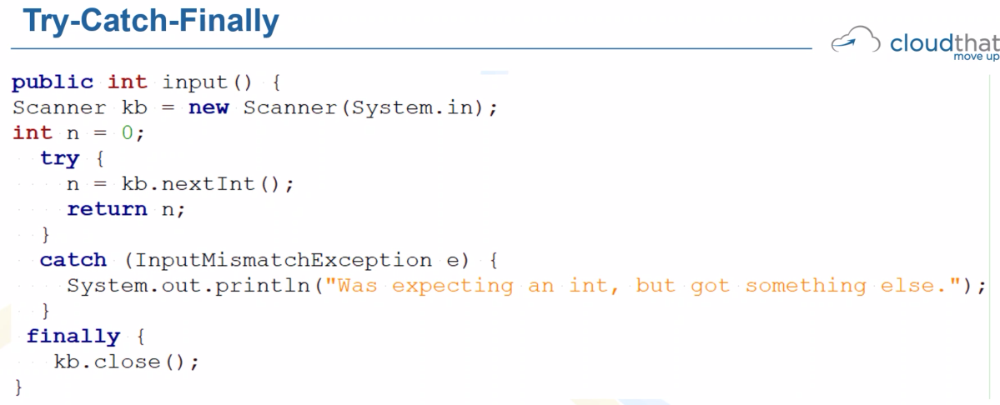 Try-Catch-Finally
cloudthat
move up
public int input() {
Scanner kb = new Scanner(System.in);
int n = 0;
try {
n = kb.nextInt();
return n;
}
catch (InputMismatchException e) {
System.out.println("Was expecting an int, but got something else.");
}
finally {
kb.close();
}